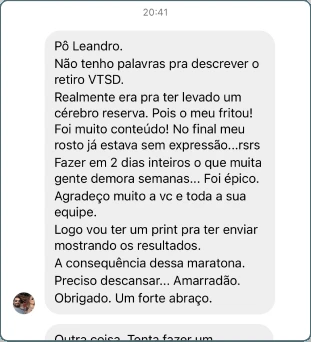 20:41
Pô Leandro.
Não tenho palavras pra descrever o
retiro VTSD.
Realmente era pra ter levado um
cérebro reserva. Pois o meu fritou!
Foi muito conteúdo! No final meu
rosto já estava sem expressão...rsrs
Fazer em 2 dias inteiros o que muita
gente demora semanas... Foi épico.
Agradeço muito a vc e toda a sua
equipe.
Logo vou ter um print pra ter enviar
mostrando os resultados.
A consequência dessa maratona.
Preciso descansar... Amarradão.
Obrigado. Um forte abraço.
Outra coisa. Tenta fazer um